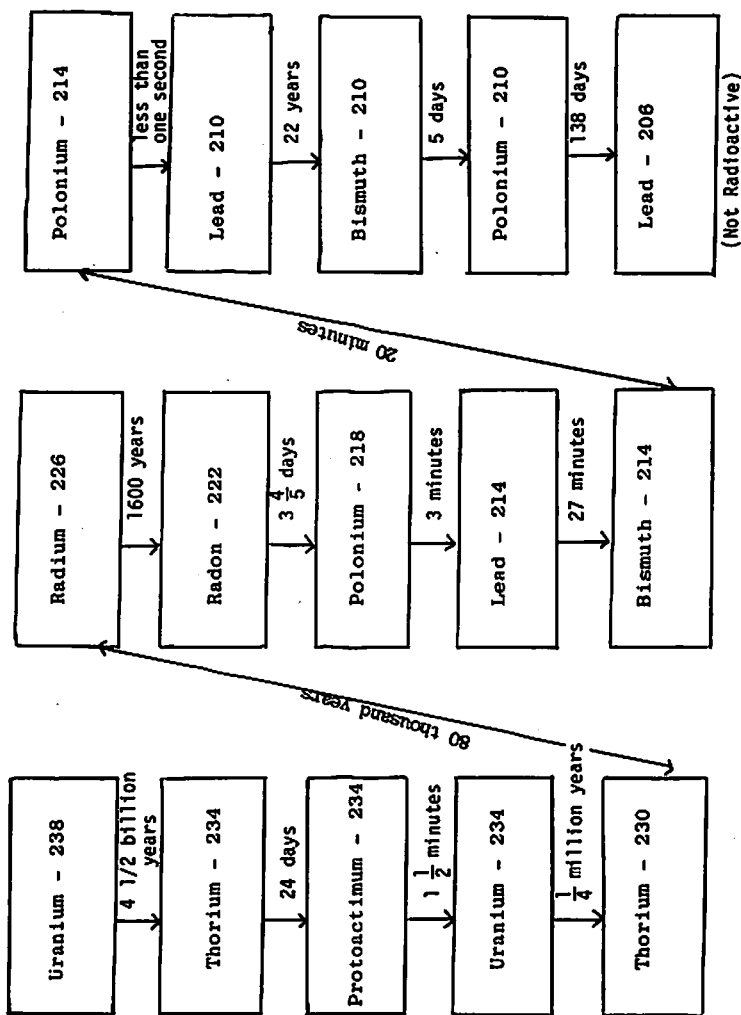 Uranium - 238
4 1/2 billion
years
Thorium - 234
24 days
Protoactimum - 234
1 1/2 minutes
Uranium - 234
1/4 million years
Thorium - 230
80 thousand years
Radium - 226
1600 years
Radon - 222
3 4/5 days
Polonium - 218
3 minutes
Lead - 214
27 minutes
Bismuth - 214
20 minutes
Polonium - 214
less than
one second
Lead - 210
22 years
Bismuth - 210
5 days
Polonium - 210
138 days
Lead - 206
(Not Radioactive)